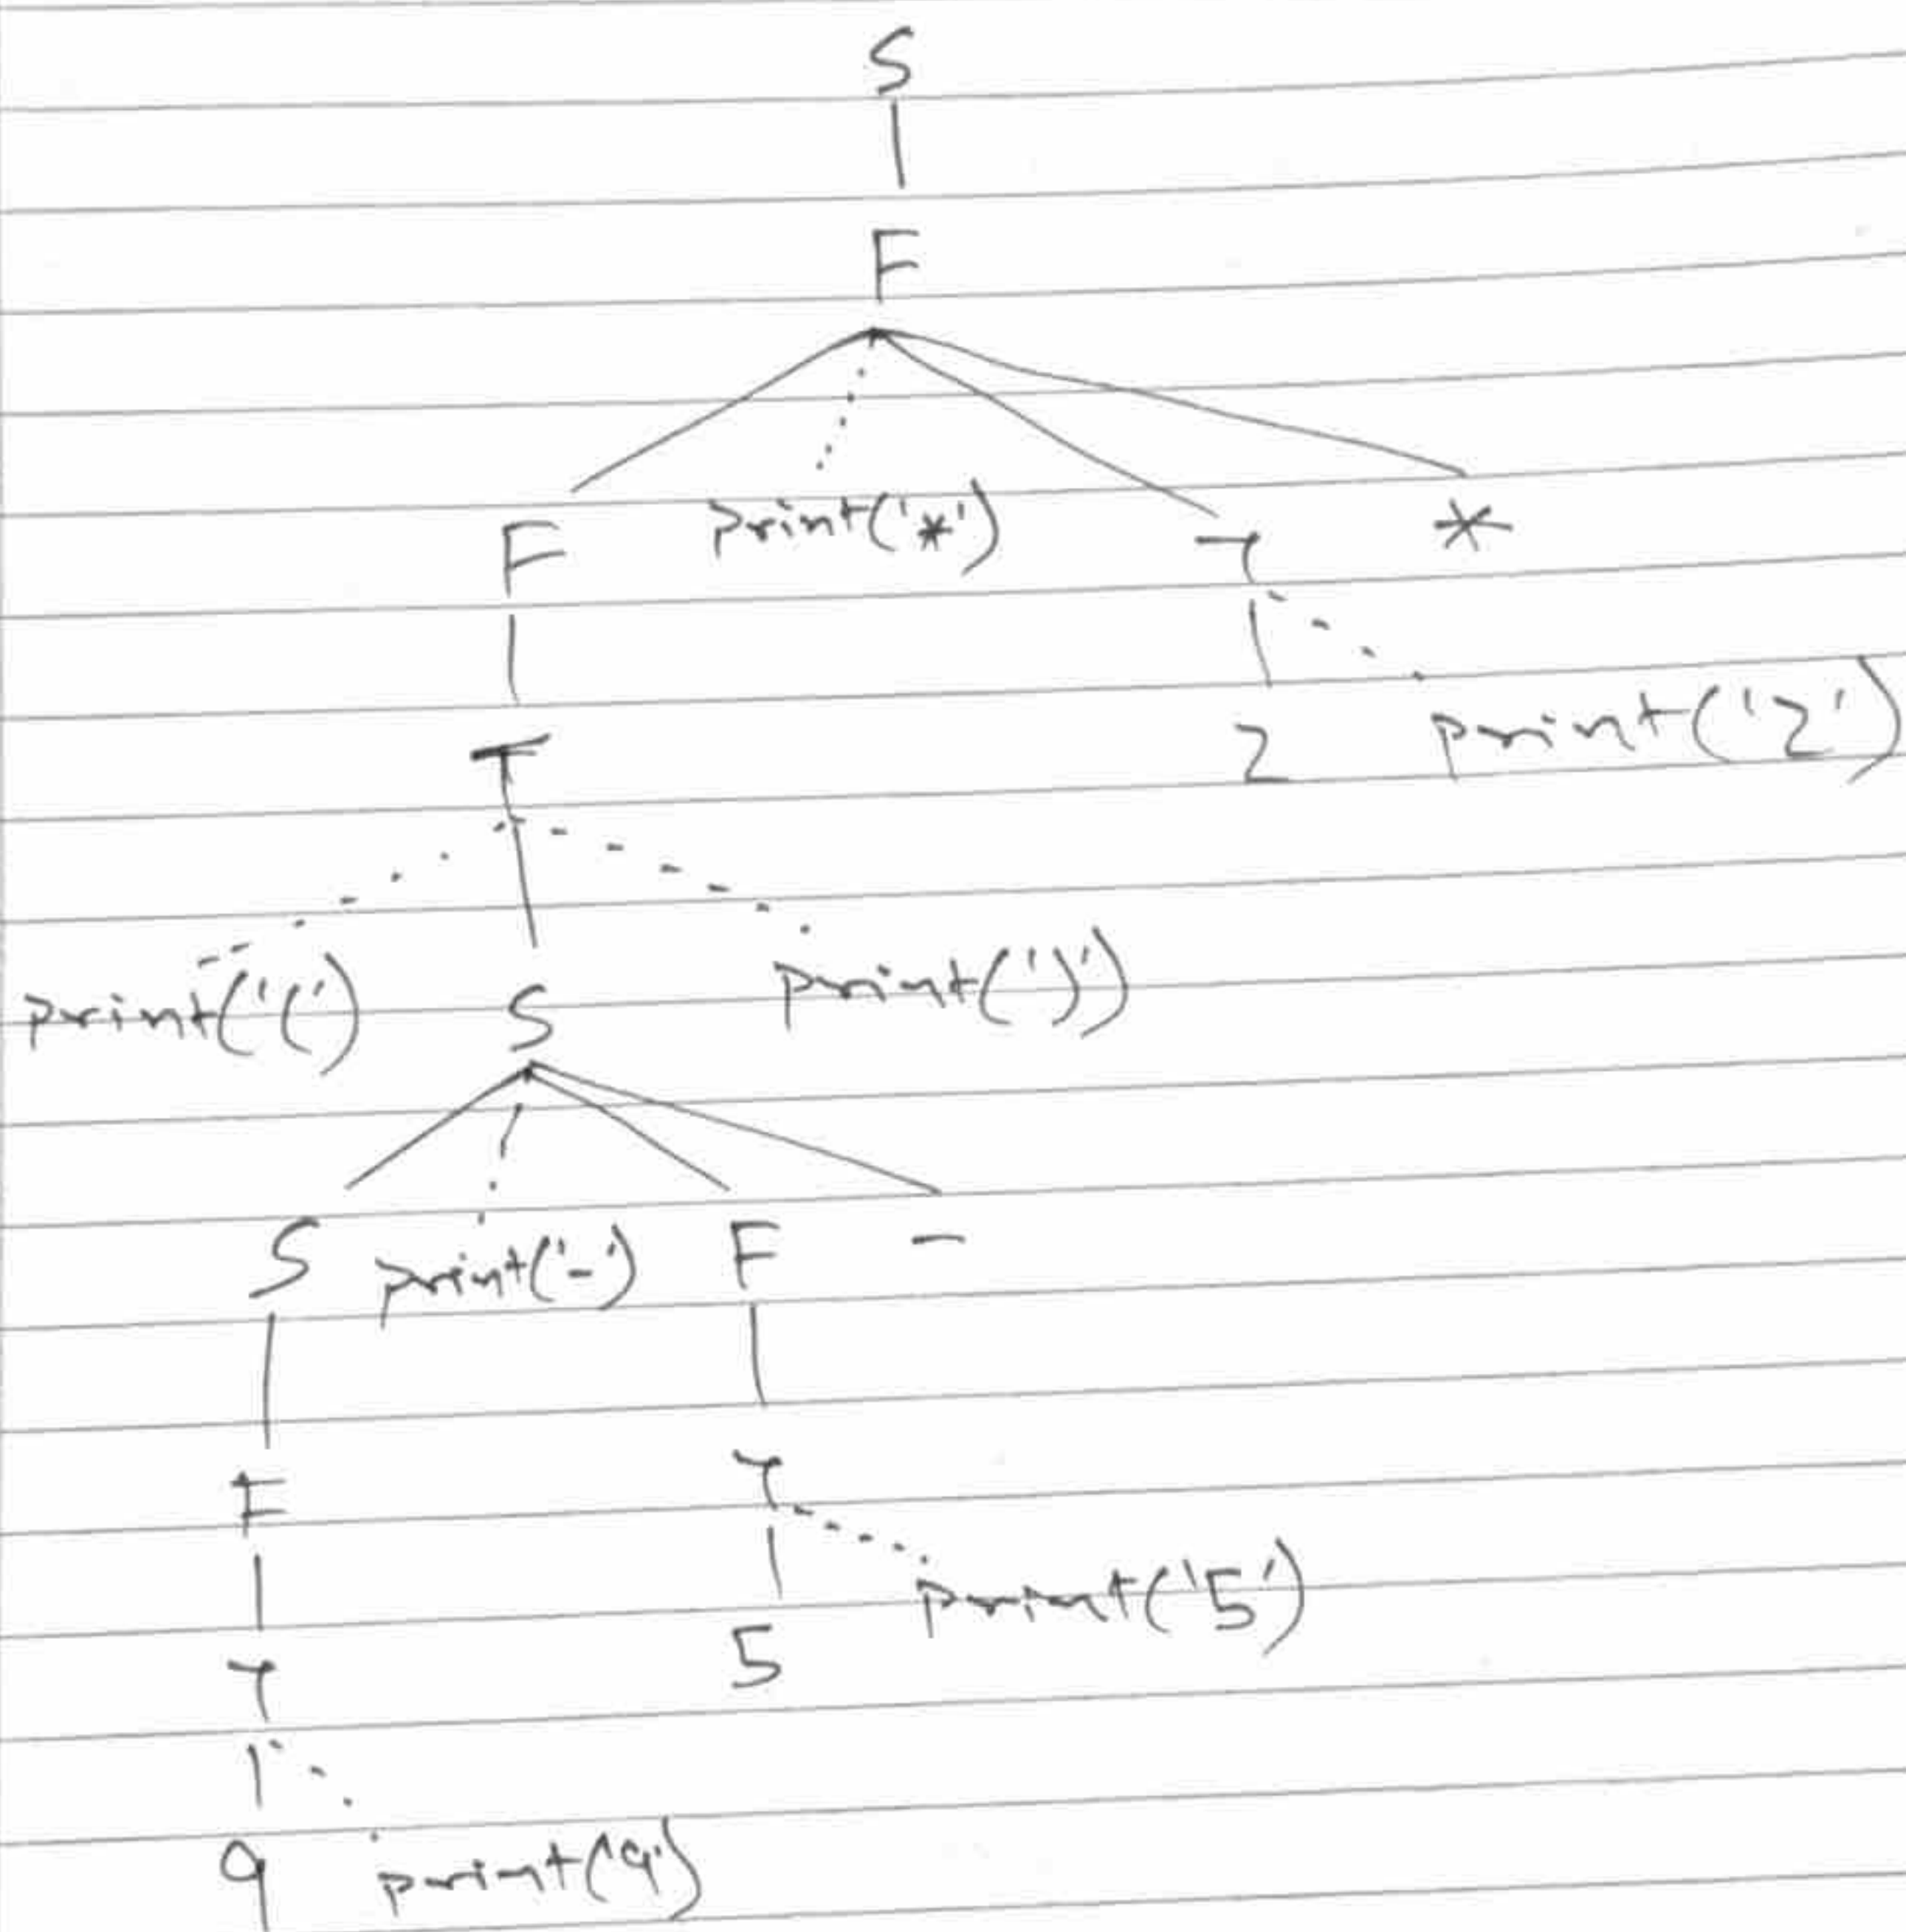 S
F
F print('*') T *
T 2 print('2')
print('(') S print(')')
S print('-') F -
F T
T 5 print('5')
9 print('9')